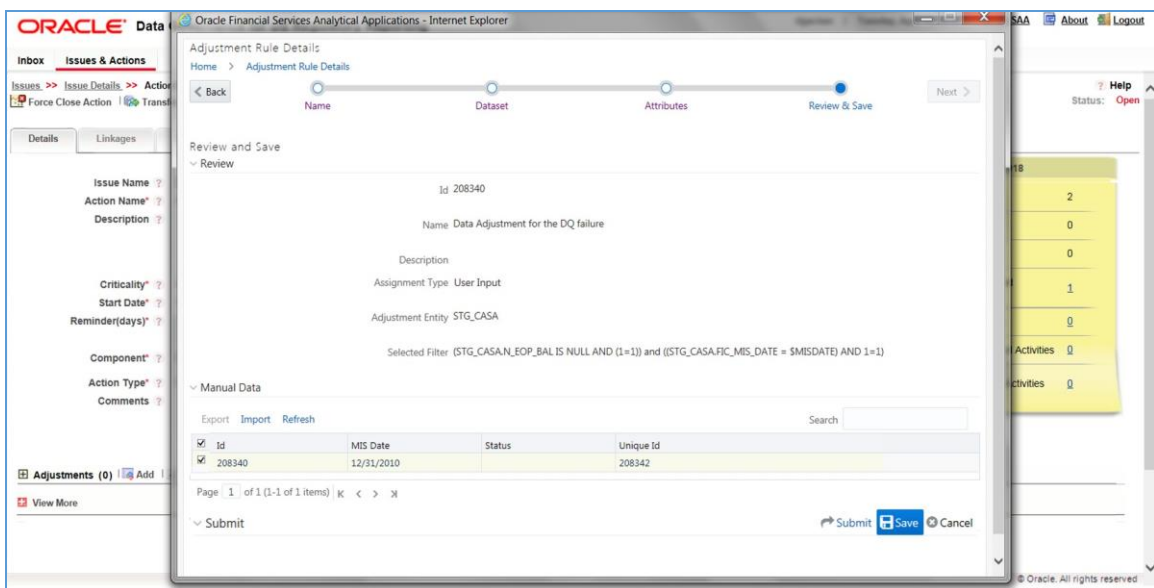 ORACLE® Data
Oracle Financial Services Analytical Applications - Internet Explorer
About Logout
Inbox Issues & Actions
Issues >> Issue Details >> Action
Force Close Action
? Help
Status: Open
Details Linkages
Adjustment Rule Details
Home > Adjustment Rule Details
< Back
Next >
Name Dataset Attributes Review & Save
Review and Save
Review
Id 208340
Name Data Adjustment for the DQ failure
Description
Assignment Type User Input
Adjustment Entity STG_CASA
Selected Filter (STG_CASA.N_EOP_BAL IS NULL AND (1=1)) and ((STG_CASA.FIC_MIS_DATE = $MISDATE) AND 1=1)
Manual Data
Export Import Refresh
Search
Id MIS Date Status Unique Id
208340 12/31/2010 208342
Page 1 of 1 (1-1 of 1 items)
Submit
Submit Save Cancel
Issue Name ?
Action Name* ?
Description ?
Criticality* ?
Start Date* ?
Reminder(days)* ?
Component* ?
Action Type* ?
Comments ?
Adjustments (0) Add
View More
2
0
0
1
0
Activities 0
0
© Oracle. All rights reserved